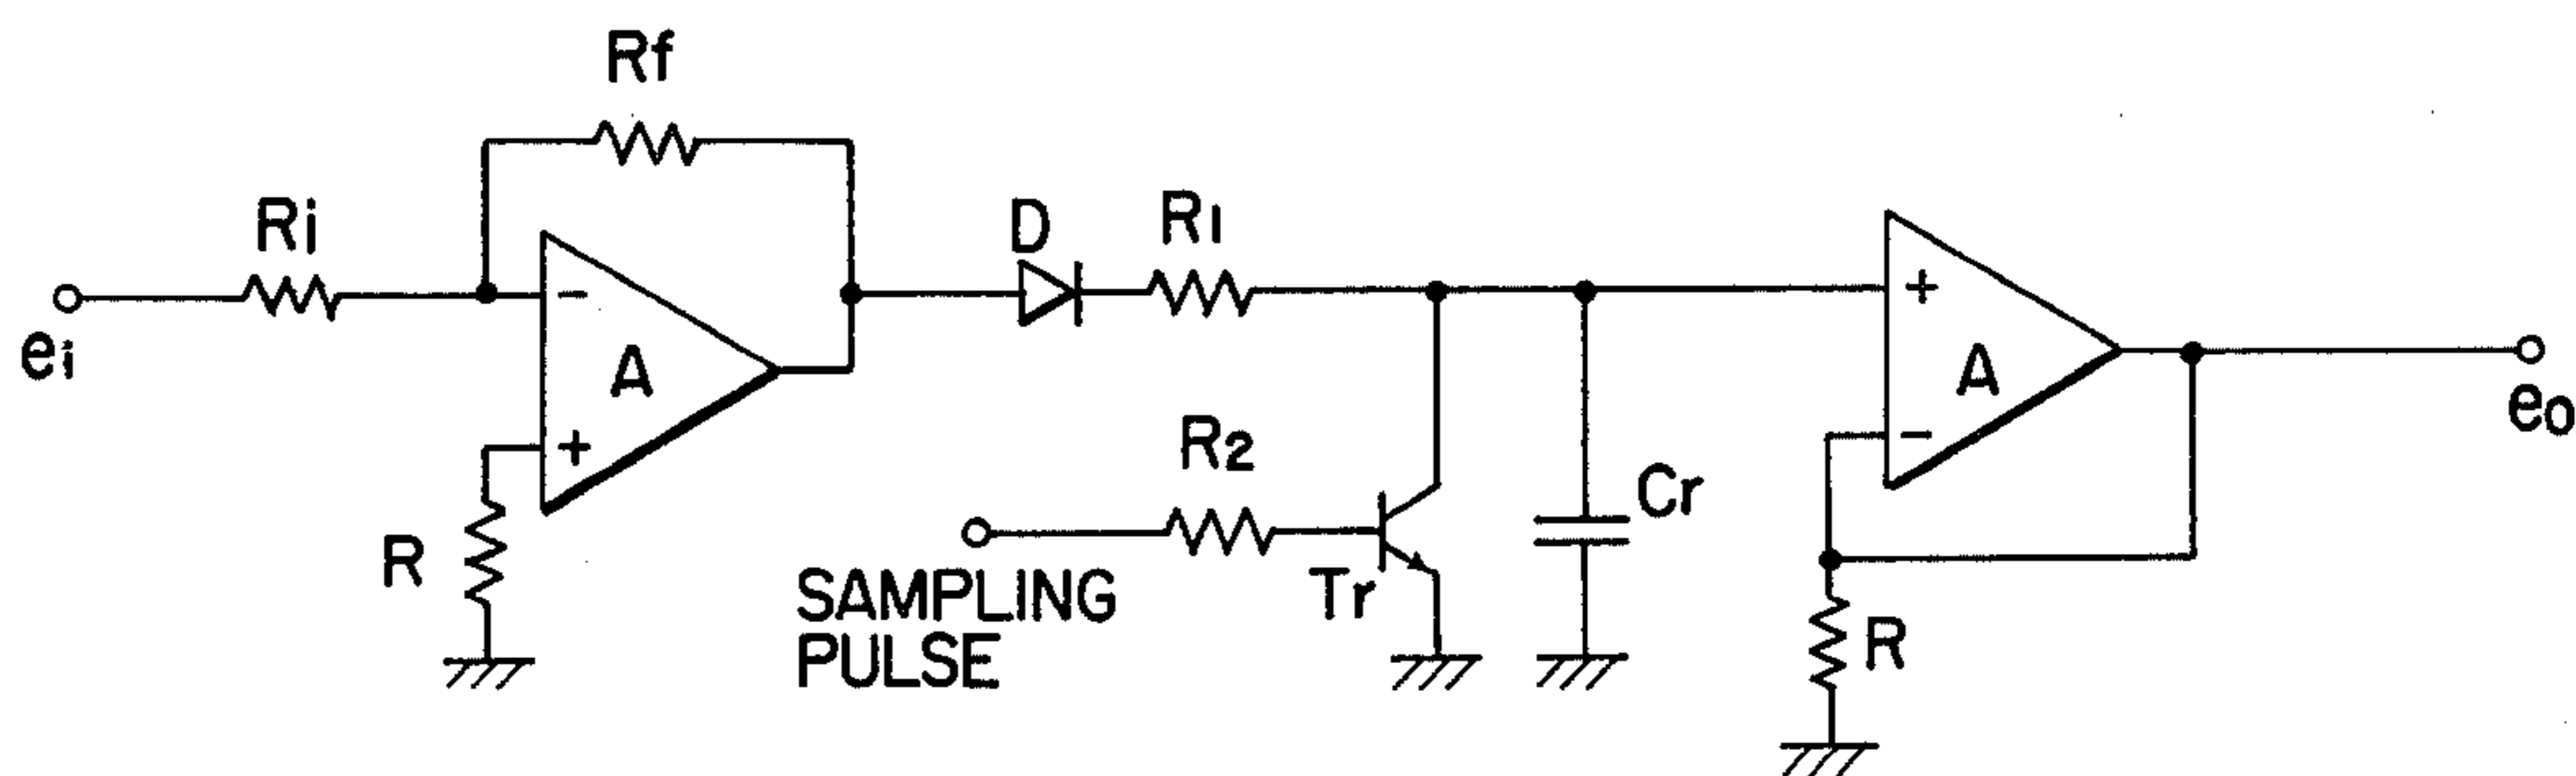 Rf
Ri
D
R1
ei
-
A
+
R
R2
SAMPLING
PULSE
Tr
Cr
+
A
-
R
eo